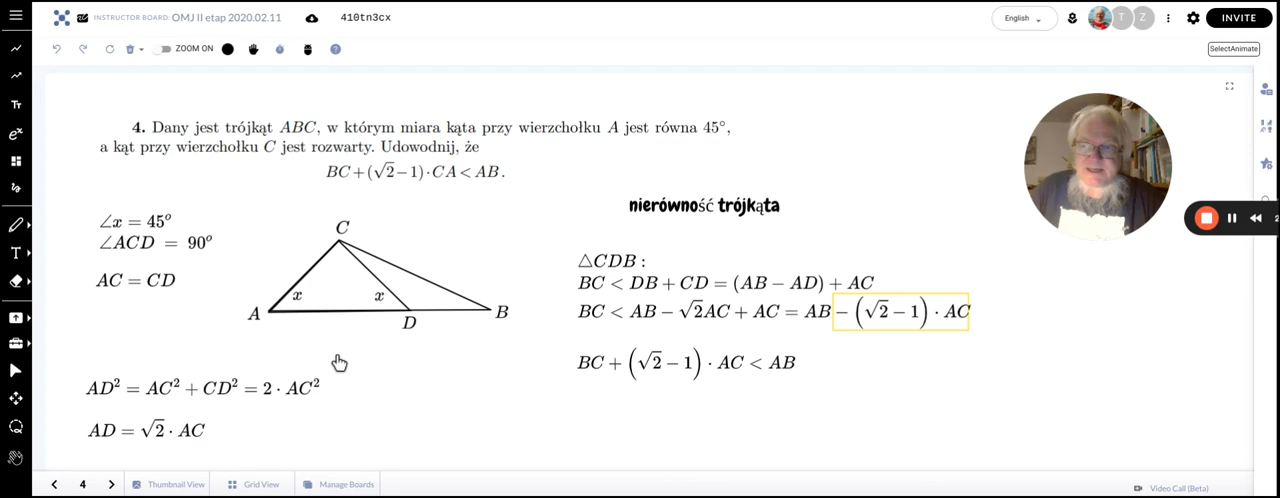 INSTRUCTOR BOARD: OMJ II etap 2020.02.11
410tn3cx
English
T Z
INVITE
ZOOM ON
SelectAnimate
4. Dany jest trójkąt ABC, w którym miara kąta przy wierzchołku A jest równa 45°,
a kąt przy wierzchołku C jest rozwarty. Udowodnij, że
BC+(√2−1)·CA<AB.
nierówność trójkąta
∠x = 45°
∠ACD = 90°
AC = CD
C
x
x
A
D
B
△CDB :
BC < DB + CD = (AB − AD) + AC
BC < AB − √2AC + AC = AB − (√2 − 1) · AC
BC + (√2 − 1) · AC < AB
AD² = AC² + CD² = 2 · AC²
AD = √2 · AC
4
Thumbnail View
Grid View
Manage Boards
Video Call (Beta)